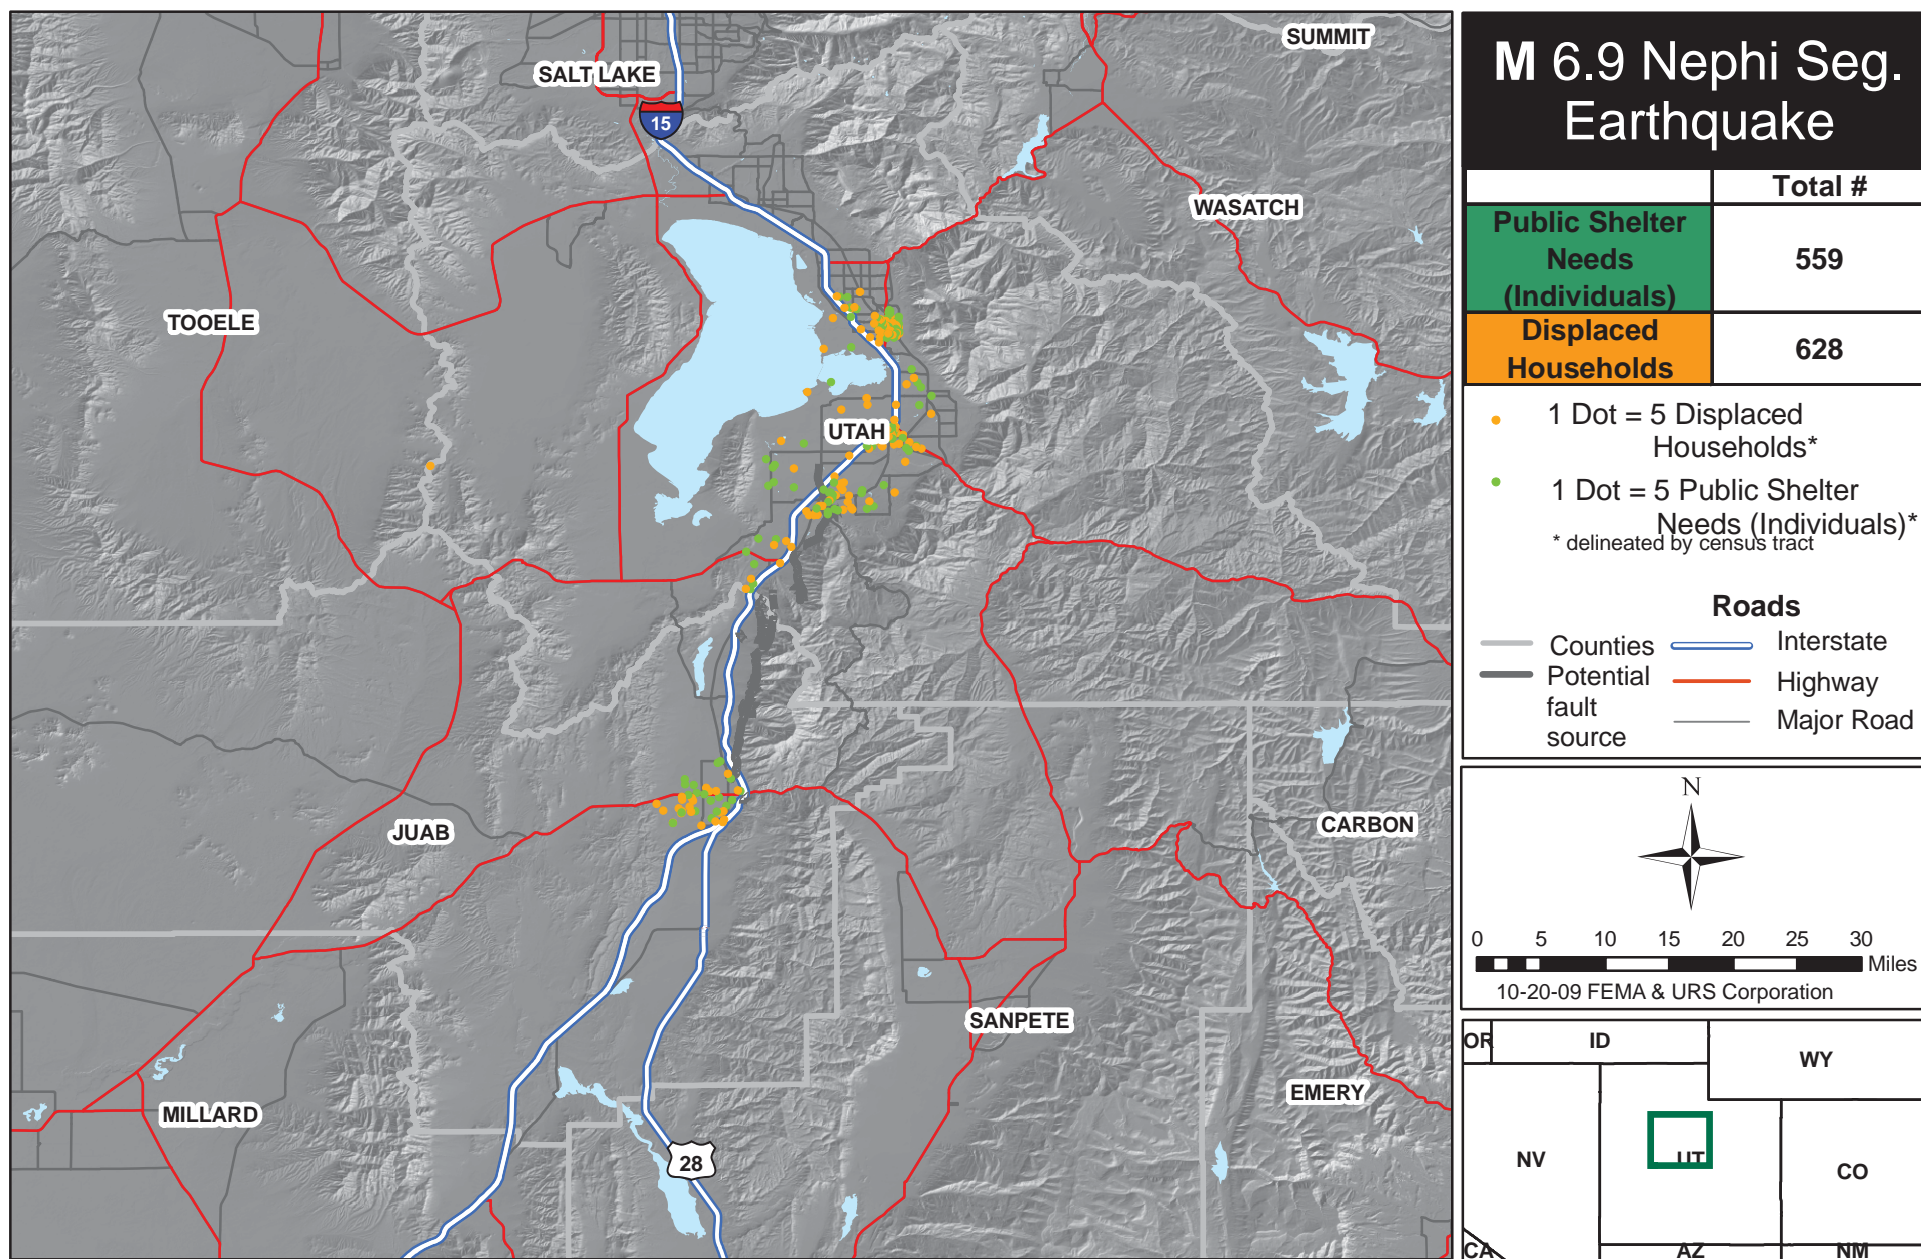 SUMMIT
SALT LAKE
15
WASATCH
TOOELE
UTAH
JUAB
CARBON
SANPETE
MILLARD
EMERY
28
M 6.9 Nephi Seg.
Earthquake
Total #
Public Shelter
Needs
(Individuals)
559
Displaced
Households
628
1 Dot = 5 Displaced
Households*
1 Dot = 5 Public Shelter
Needs (Individuals)*
* delineated by census tract
Roads
Counties
Interstate
Potential
fault
source
Highway
Major Road
N
0 5 10 15 20 25 30
Miles
10-20-09 FEMA & URS Corporation
OR
ID
WY
NV
UT
CO
CA
AZ
NM